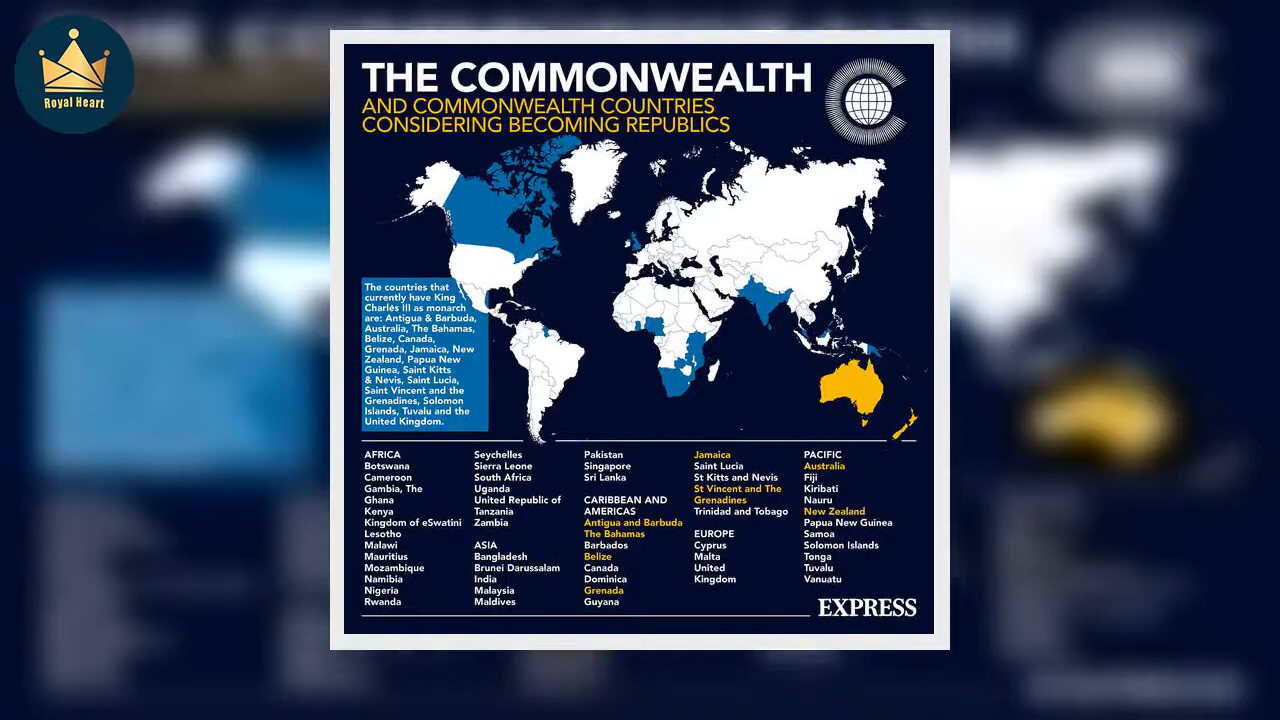 Royal Heart
THE COMMONWEALTH
AND COMMONWEALTH COUNTRIES
CONSIDERING BECOMING REPUBLICS
The countries that
currently have King
Charles III as monarch
are: Antigua & Barbuda,
Australia, The Bahamas,
Belize, Canada,
Grenada, Jamaica, New
Zealand, Papua New
Guinea, Saint Kitts
& Nevis, Saint Lucia,
Saint Vincent and the
Grenadines, Solomon
Islands, Tuvalu and the
United Kingdom.
AFRICA
Botswana
Cameroon
Gambia, The
Ghana
Kenya
Kingdom of eSwatini
Lesotho
Malawi
Mauritius
Mozambique
Namibia
Nigeria
Rwanda
Seychelles
Sierra Leone
South Africa
Uganda
United Republic of
Tanzania
Zambia
ASIA
Bangladesh
Brunei Darussalam
India
Malaysia
Maldives
Pakistan
Singapore
Sri Lanka
CARIBBEAN AND
AMERICAS
Antigua and Barbuda
The Bahamas
Barbados
Belize
Canada
Dominica
Grenada
Guyana
Jamaica
Saint Lucia
St Kitts and Nevis
St Vincent and The
Grenadines
Trinidad and Tobago
EUROPE
Cyprus
Malta
United
Kingdom
PACIFIC
Australia
Fiji
Kiribati
Nauru
New Zealand
Papua New Guinea
Samoa
Solomon Islands
Tonga
Tuvalu
Vanuatu
EXPRESS